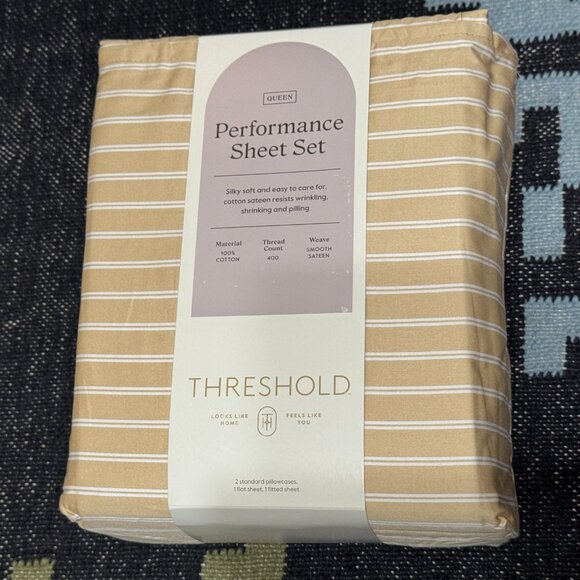 QUEEN
Performance
Sheet Set
Silky soft and easy to care for,
cotton sateen resists wrinkling,
shrinking and pilling
Material
100%
COTTON
Thread
Count
400
Weave
SMOOTH
SATEEN
THRESHOLD™
LOOKS LIKE
HOME
FEELS LIKE
YOU
2 standard pillowcases,
1 flat sheet, 1 fitted sheet